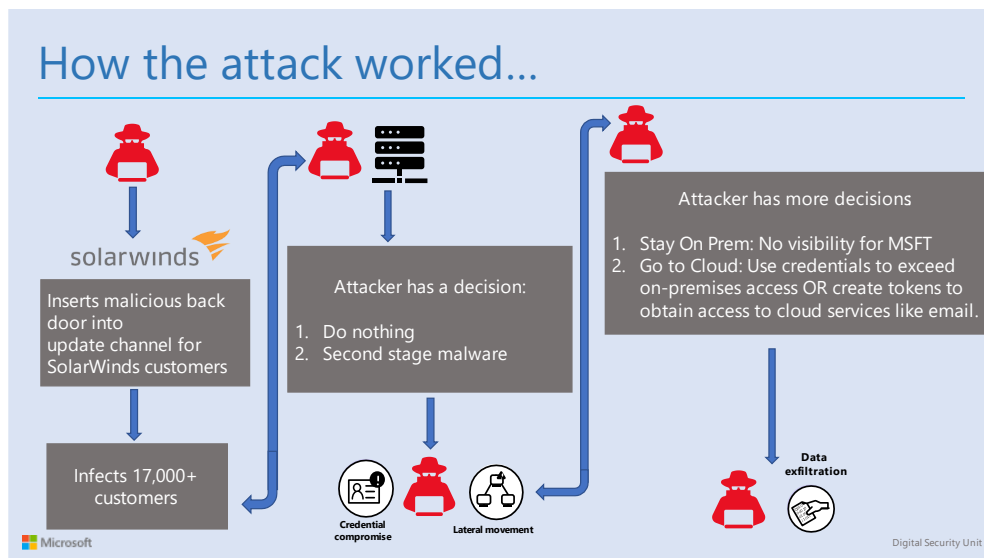 How the attack worked...
solarwinds
Inserts malicious back
door into
update channel for
SolarWinds customers
Infects 17,000+
customers
Attacker has a decision:
1. Do nothing
2. Second stage malware
Credential
compromise
Lateral movement
Attacker has more decisions
1. Stay On Prem: No visibility for MSFT
2. Go to Cloud: Use credentials to exceed
on-premises access OR create tokens to
obtain access to cloud services like email.
Data
exfiltration
Microsoft
Digital Security Unit